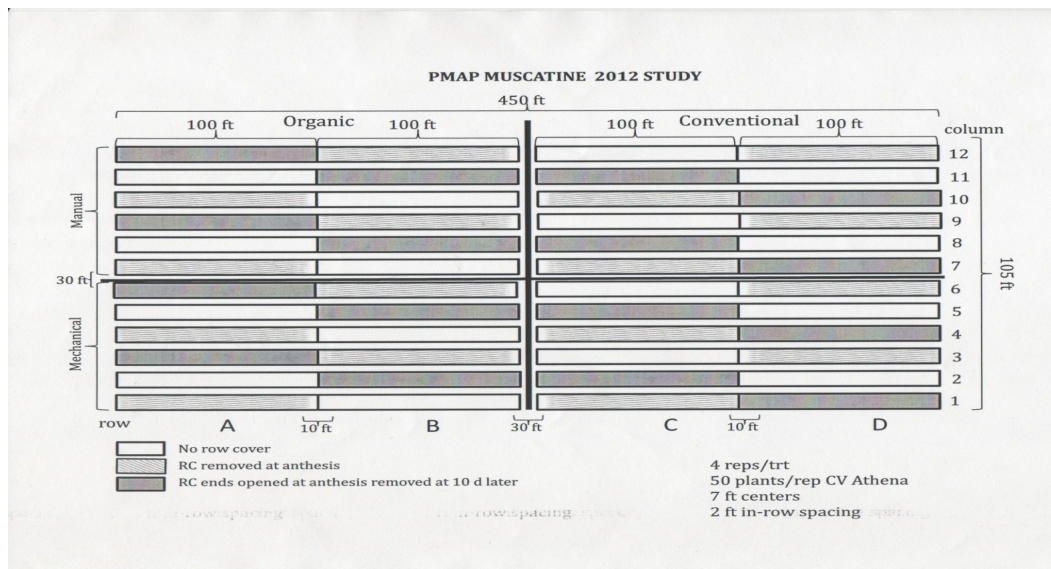 PMAP MUSCATINE 2012 STUDY
450 ft
100 ft Organic 100 ft 100 ft Conventional 100 ft column
12
11
10
9
8
7
6
5
4
3
2
1
Manual
30 ft
Mechanical
105 ft
row A 10 ft B 30 ft C 10 ft D
No row cover
RC removed at anthesis
RC ends opened at anthesis removed at 10 d later
4 reps/trt
50 plants/rep CV Athena
7 ft centers
2 ft in-row spacing
in-row spacing